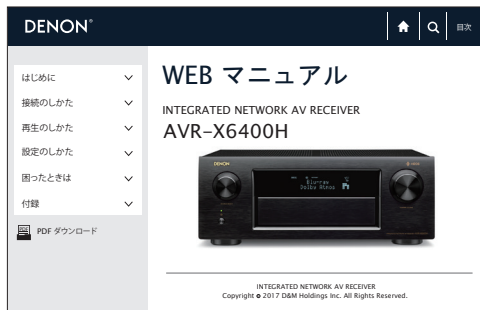 DENON®
目次
はじめに
接続のしかた
再生のしかた
設定のしかた
困ったときは
付録
PDF ダウンロード
WEB マニュアル
INTEGRATED NETWORK AV RECEIVER
AVR-X6400H
DENON
Blu-ray
Dolby Atmos
INTEGRATED NETWORK AV RECEIVER
Copyright © 2017 D&M Holdings Inc. All Rights Reserved.